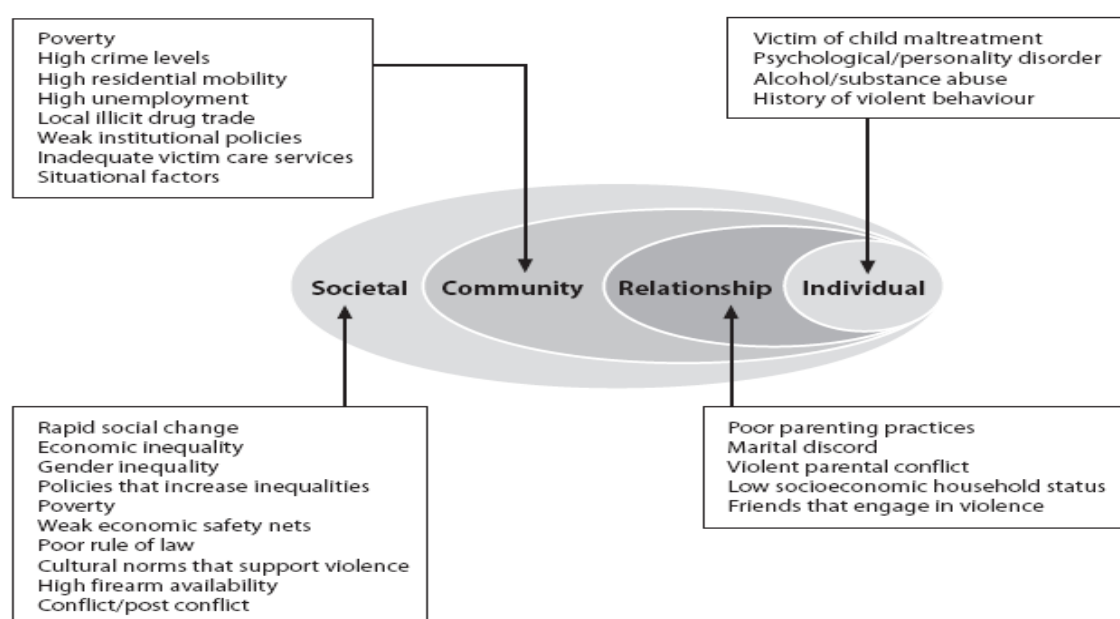 Poverty
High crime levels
High residential mobility
High unemployment
Local illicit drug trade
Weak institutional policies
Inadequate victim care services
Situational factors
Victim of child maltreatment
Psychological/personality disorder
Alcohol/substance abuse
History of violent behaviour
Societal
Community
Relationship
Individual
Rapid social change
Economic inequality
Gender inequality
Policies that increase inequalities
Poverty
Weak economic safety nets
Poor rule of law
Cultural norms that support violence
High firearm availability
Conflict/post conflict
Poor parenting practices
Marital discord
Violent parental conflict
Low socioeconomic household status
Friends that engage in violence